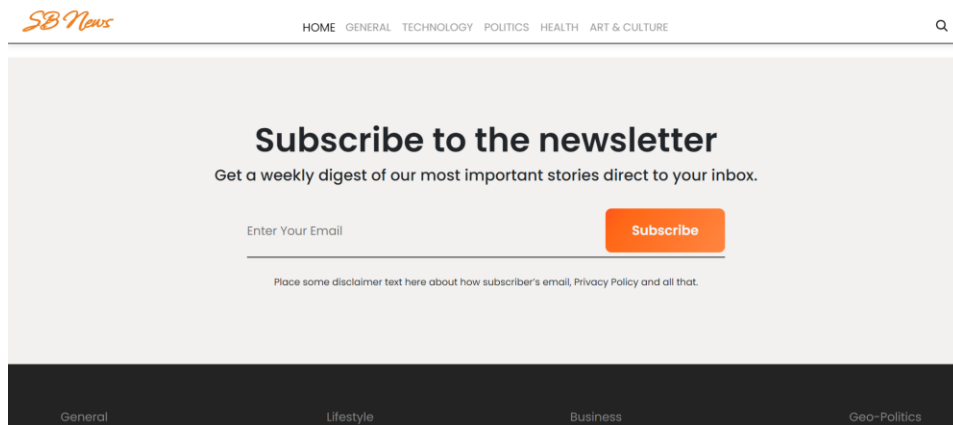 SB News
HOME GENERAL TECHNOLOGY POLITICS HEALTH ART & CULTURE
Subscribe to the newsletter
Get a weekly digest of our most important stories direct to your inbox.
Enter Your Email
Subscribe
Place some disclaimer text here about how subscriber's email, Privacy Policy and all that.
General Lifestyle Business Geo-Politics